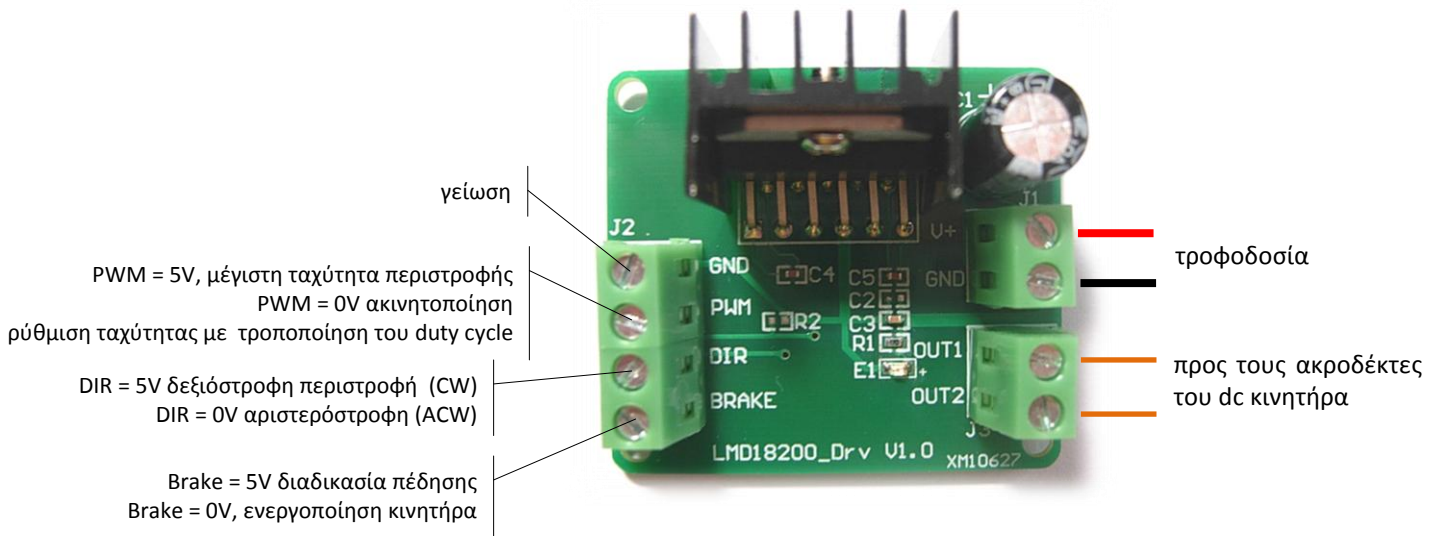 γείωση
PWM = 5V, μέγιστη ταχύτητα περιστροφής
PWM = 0V ακινητοποίηση
ρύθμιση ταχύτητας με τροποποίηση του duty cycle
DIR = 5V δεξιόστροφη περιστροφή (CW)
DIR = 0V αριστερόστροφη (ACW)
Brake = 5V διαδικασία πέδησης
Brake = 0V, ενεργοποίηση κινητήρα
J2
GND
PWM
DIR
BRAKE
C4
R2
C5
C2
C3
R1
E1
+
C1
J1
V+
GND
OUT1
OUT2
J3
LMD18200_Drv V1.0
XM10627
τροφοδοσία
προς τους ακροδέκτες
του dc κινητήρα